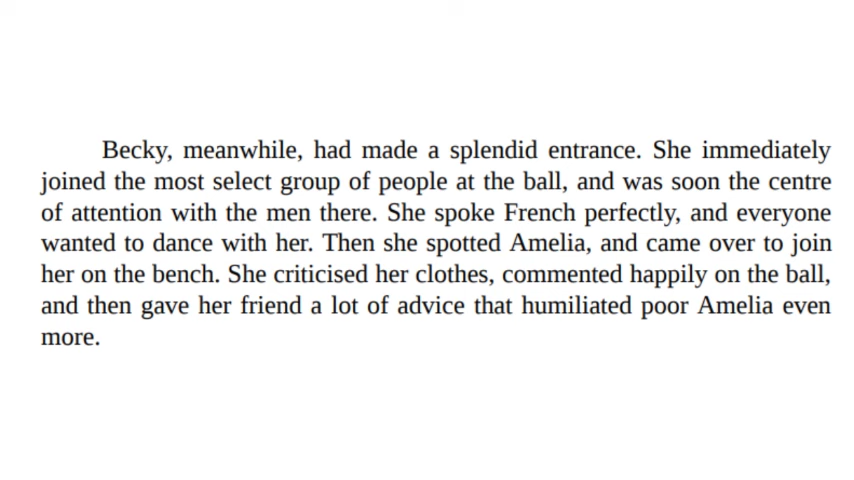 Becky, meanwhile, had made a splendid entrance. She immediately
joined the most select group of people at the ball, and was soon the centre
of attention with the men there. She spoke French perfectly, and everyone
wanted to dance with her. Then she spotted Amelia, and came over to join
her on the bench. She criticised her clothes, commented happily on the ball,
and then gave her friend a lot of advice that humiliated poor Amelia even
more.